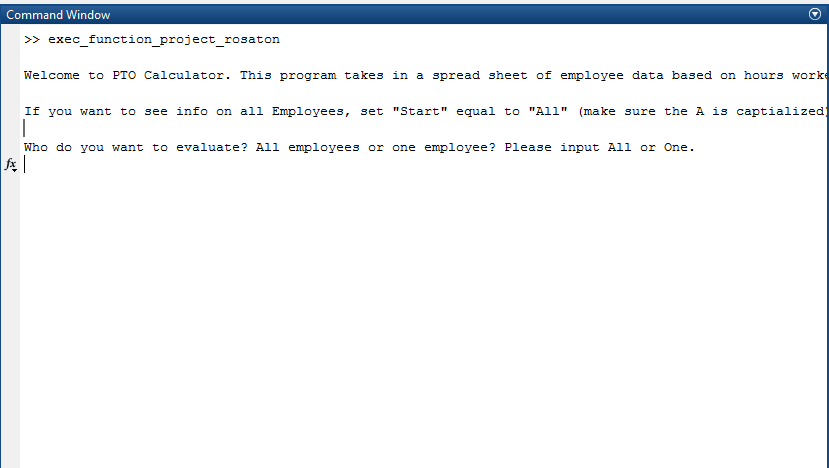 Command Window
>> exec_function_project_rosaton
Welcome to PTO Calculator. This program takes in a spread sheet of employee data based on hours
If you want to see info on all Employees, set "Start" equal to "All" (make sure the A is captialized)
Who do you want to evaluate? All employees or one employee? Please input All or One.
fx